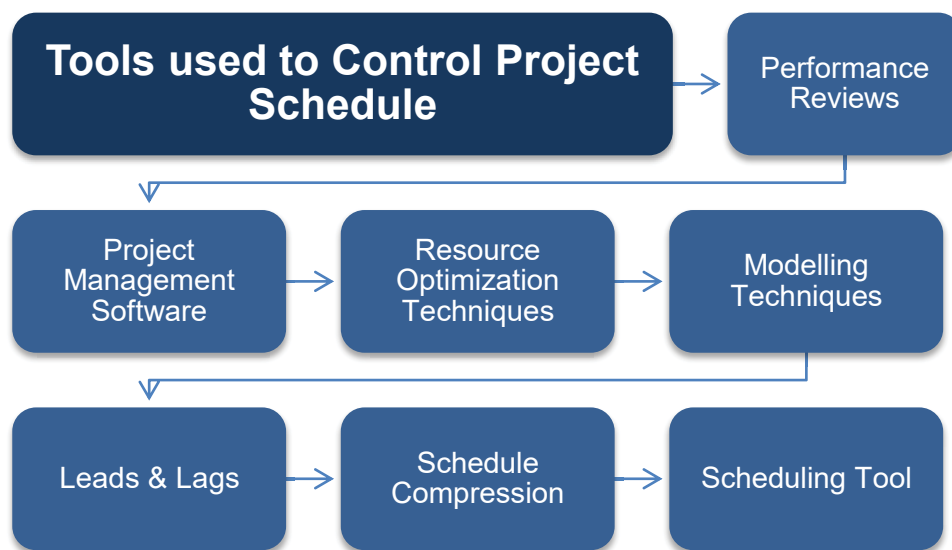 Tools used to Control Project
Schedule
Performance
Reviews
Project
Management
Software
Resource
Optimization
Techniques
Modelling
Techniques
Leads & Lags
Schedule
Compression
Scheduling Tool